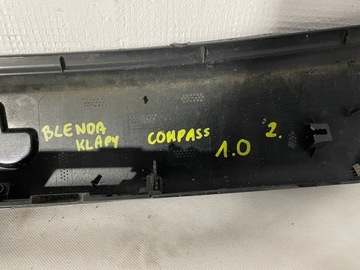 BLENDA
KLAPY
COMPASS
1.0
2.